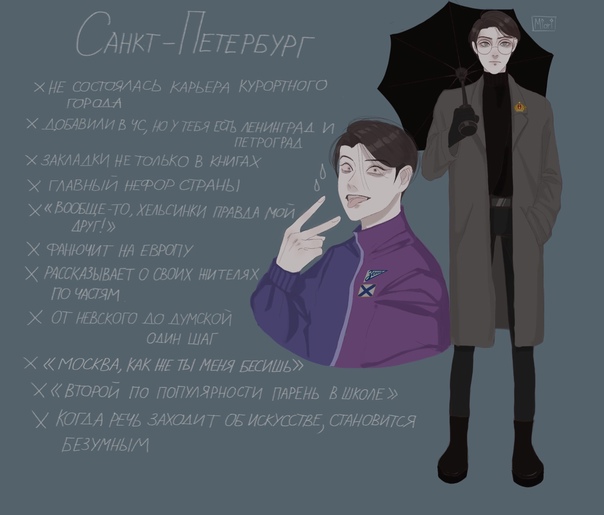 Санкт-Петербург
Mieri
× не состоялась карьера курортного
города
× добавили в ЧС, но у тебя есть Ленинград и
Петроград
× закладки не только в книгах
× главный нефор страны
× «вообще-то, Хельсинки правда мой
друг!»
× фанючит на Европу
× рассказывает о своих жителях
по частям
× от Невского до Думской
один шаг
× «Москва, как же ты меня бесишь»
× «второй по популярности парень в школе»
× когда речь заходит об искусстве, становится
безумным